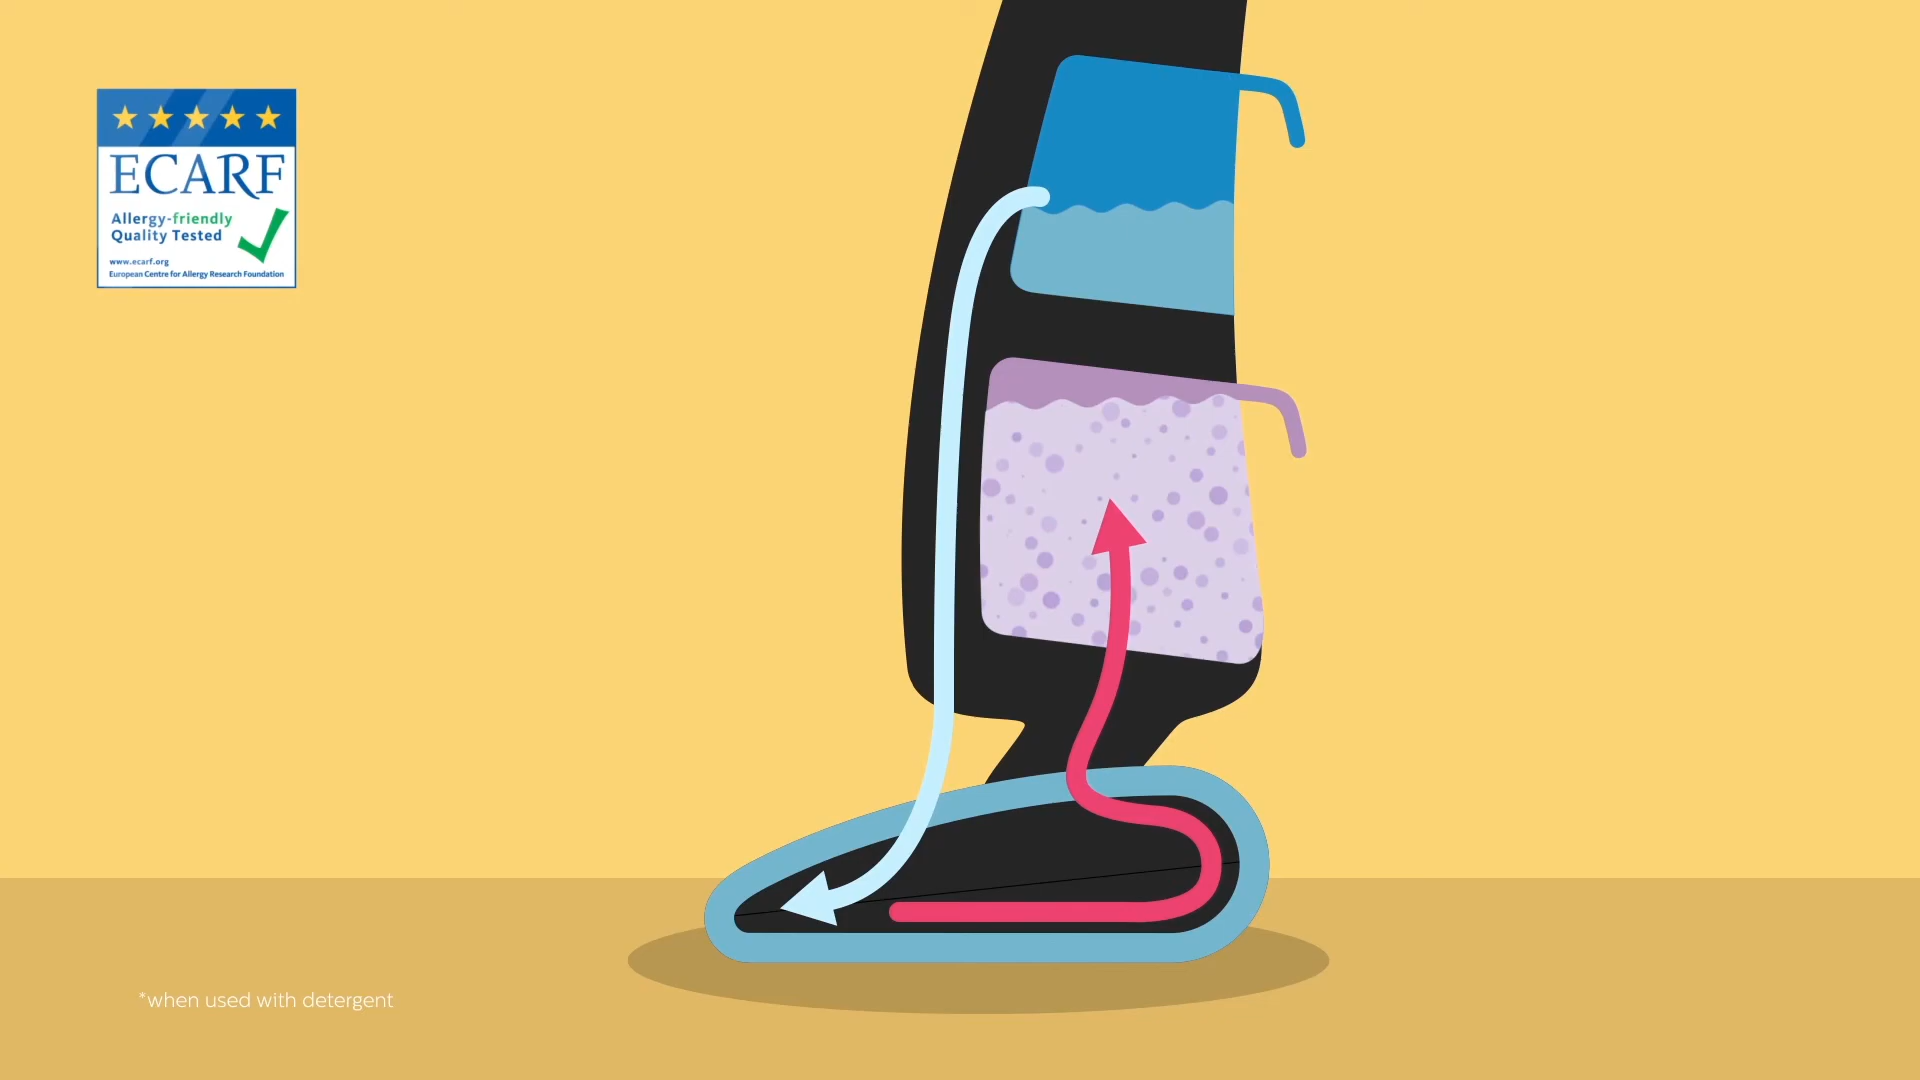 ECARF
Allergy-friendly
Quality Tested
www.ecarf.org
European Centre for Allergy Research Foundation
*when used with detergent